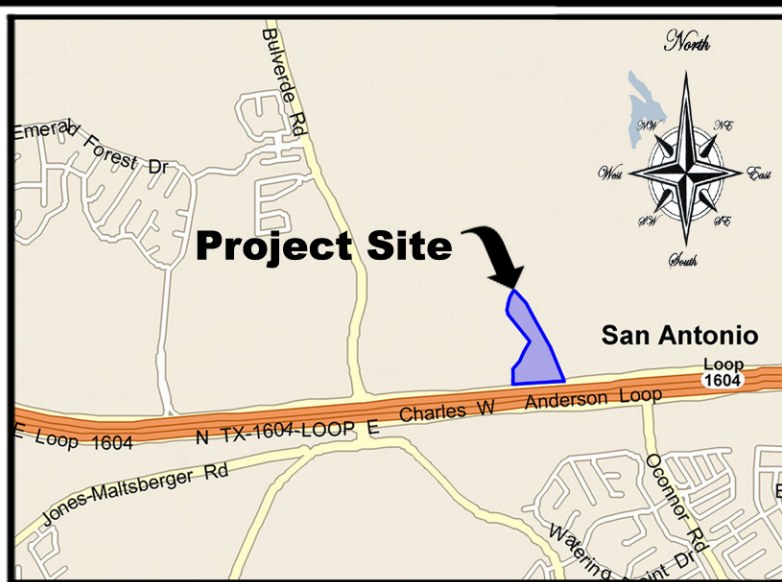 North
Bulverde Rd
Emerald Forest Dr
NW
NE
West
East
SW
SE
South
Project Site
San Antonio
Loop
1604
Charles W Anderson Loop
E Loop 1604
N TX-1604-LOOP E
Jones-Maltsberger Rd
Oconnor Rd
Watering
int Dr